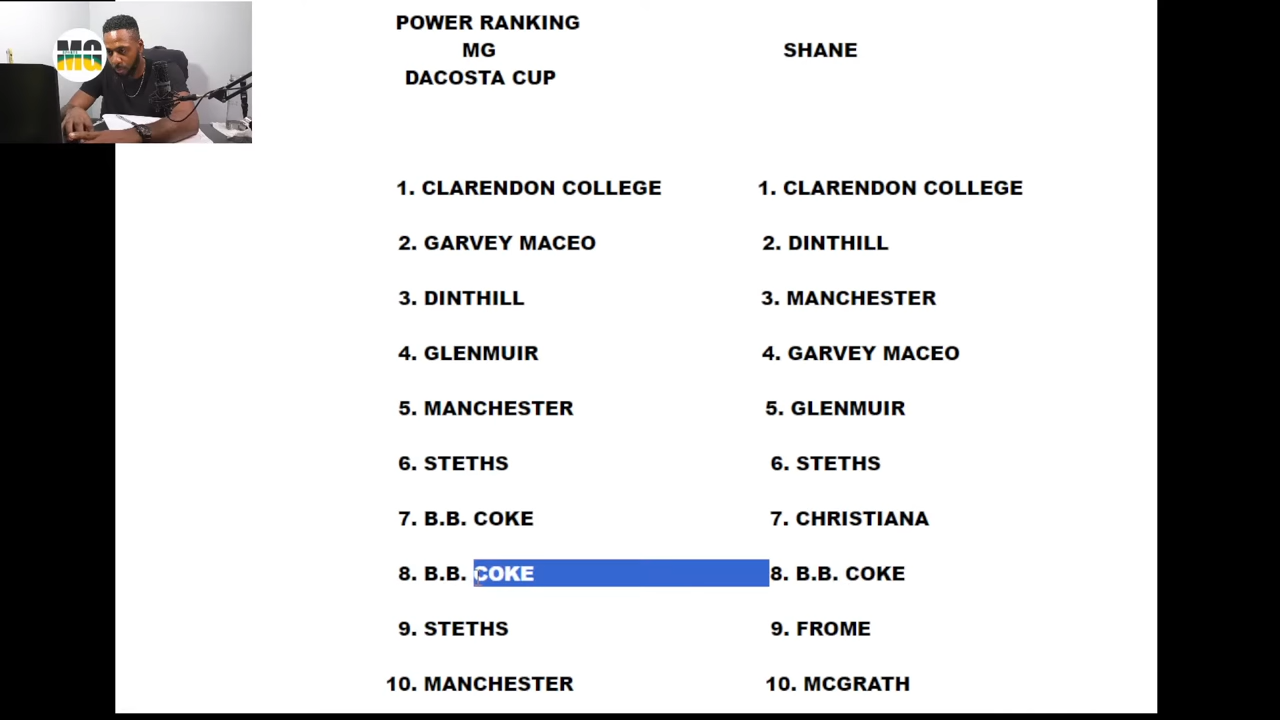 MG
POWER RANKING
MG SHANE
DACOSTA CUP
1. CLARENDON COLLEGE 1. CLARENDON COLLEGE
2. GARVEY MACEO 2. DINTHILL
3. DINTHILL 3. MANCHESTER
4. GLENMUIR 4. GARVEY MACEO
5. MANCHESTER 5. GLENMUIR
6. STETHS 6. STETHS
7. B.B. COKE 7. CHRISTIANA
8. B.B. COKE 8. B.B. COKE
9. STETHS 9. FROME
10. MANCHESTER 10. MCGRATH